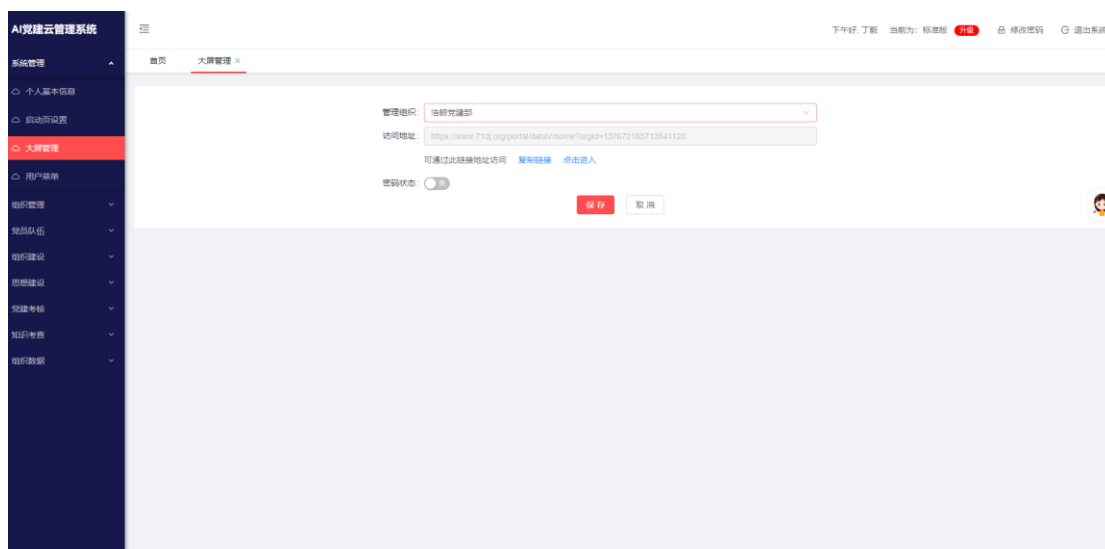 AI党建云管理系统
下午好, 丁毅 当前为: 标准版 升级 修改密码 退出系统
系统管理
首页 大屏管理 ×
个人基本信息
管理组织: 浩鲸党建部
启动页设置
访问地址: https://www.71dj.org/portal/dataV/home?orgId=137672185713541120
大屏管理
可通过此链接地址访问 复制链接 点击进入
用户菜单
密码状态: 关
保存 取消
组织管理
党员队伍
组织建设
思想建设
党建考核
知识考查
组织数据